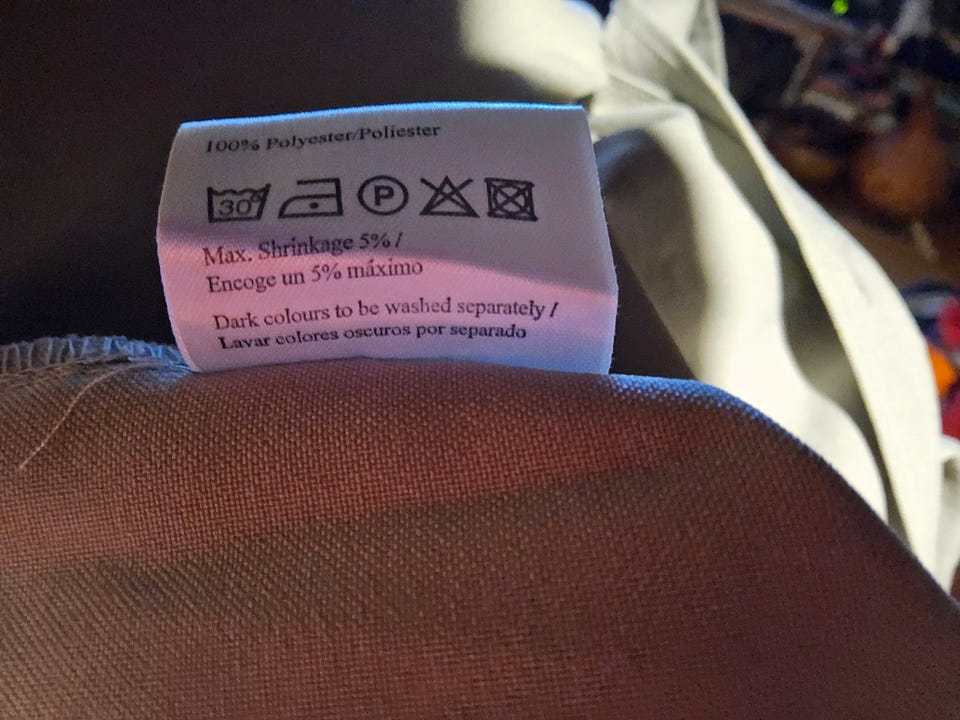 100% Polyester/Poliester
30° P
Max. Shrinkage 5% /
Encoge un 5% máximo
Dark colours to be washed separately /
Lavar colores oscuros por separado